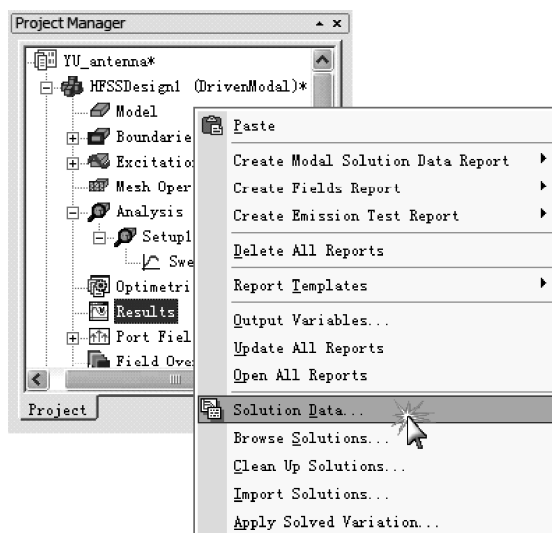 Project Manager
YU_antenna*
HFSSDesign1 (DrivenModal)*
Model
Boundarie
Excitatio
Mesh Oper
Analysis
Setup1
Swe
Optimetri
Results
Port Fiel
Field Ove
Project
Paste
Create Modal Solution Data Report
Create Fields Report
Create Emission Test Report
Delete All Reports
Report Templates
Output Variables...
Update All Reports
Open All Reports
Solution Data...
Browse Solutions...
Clean Up Solutions...
Import Solutions...
Apply Solved Variation...